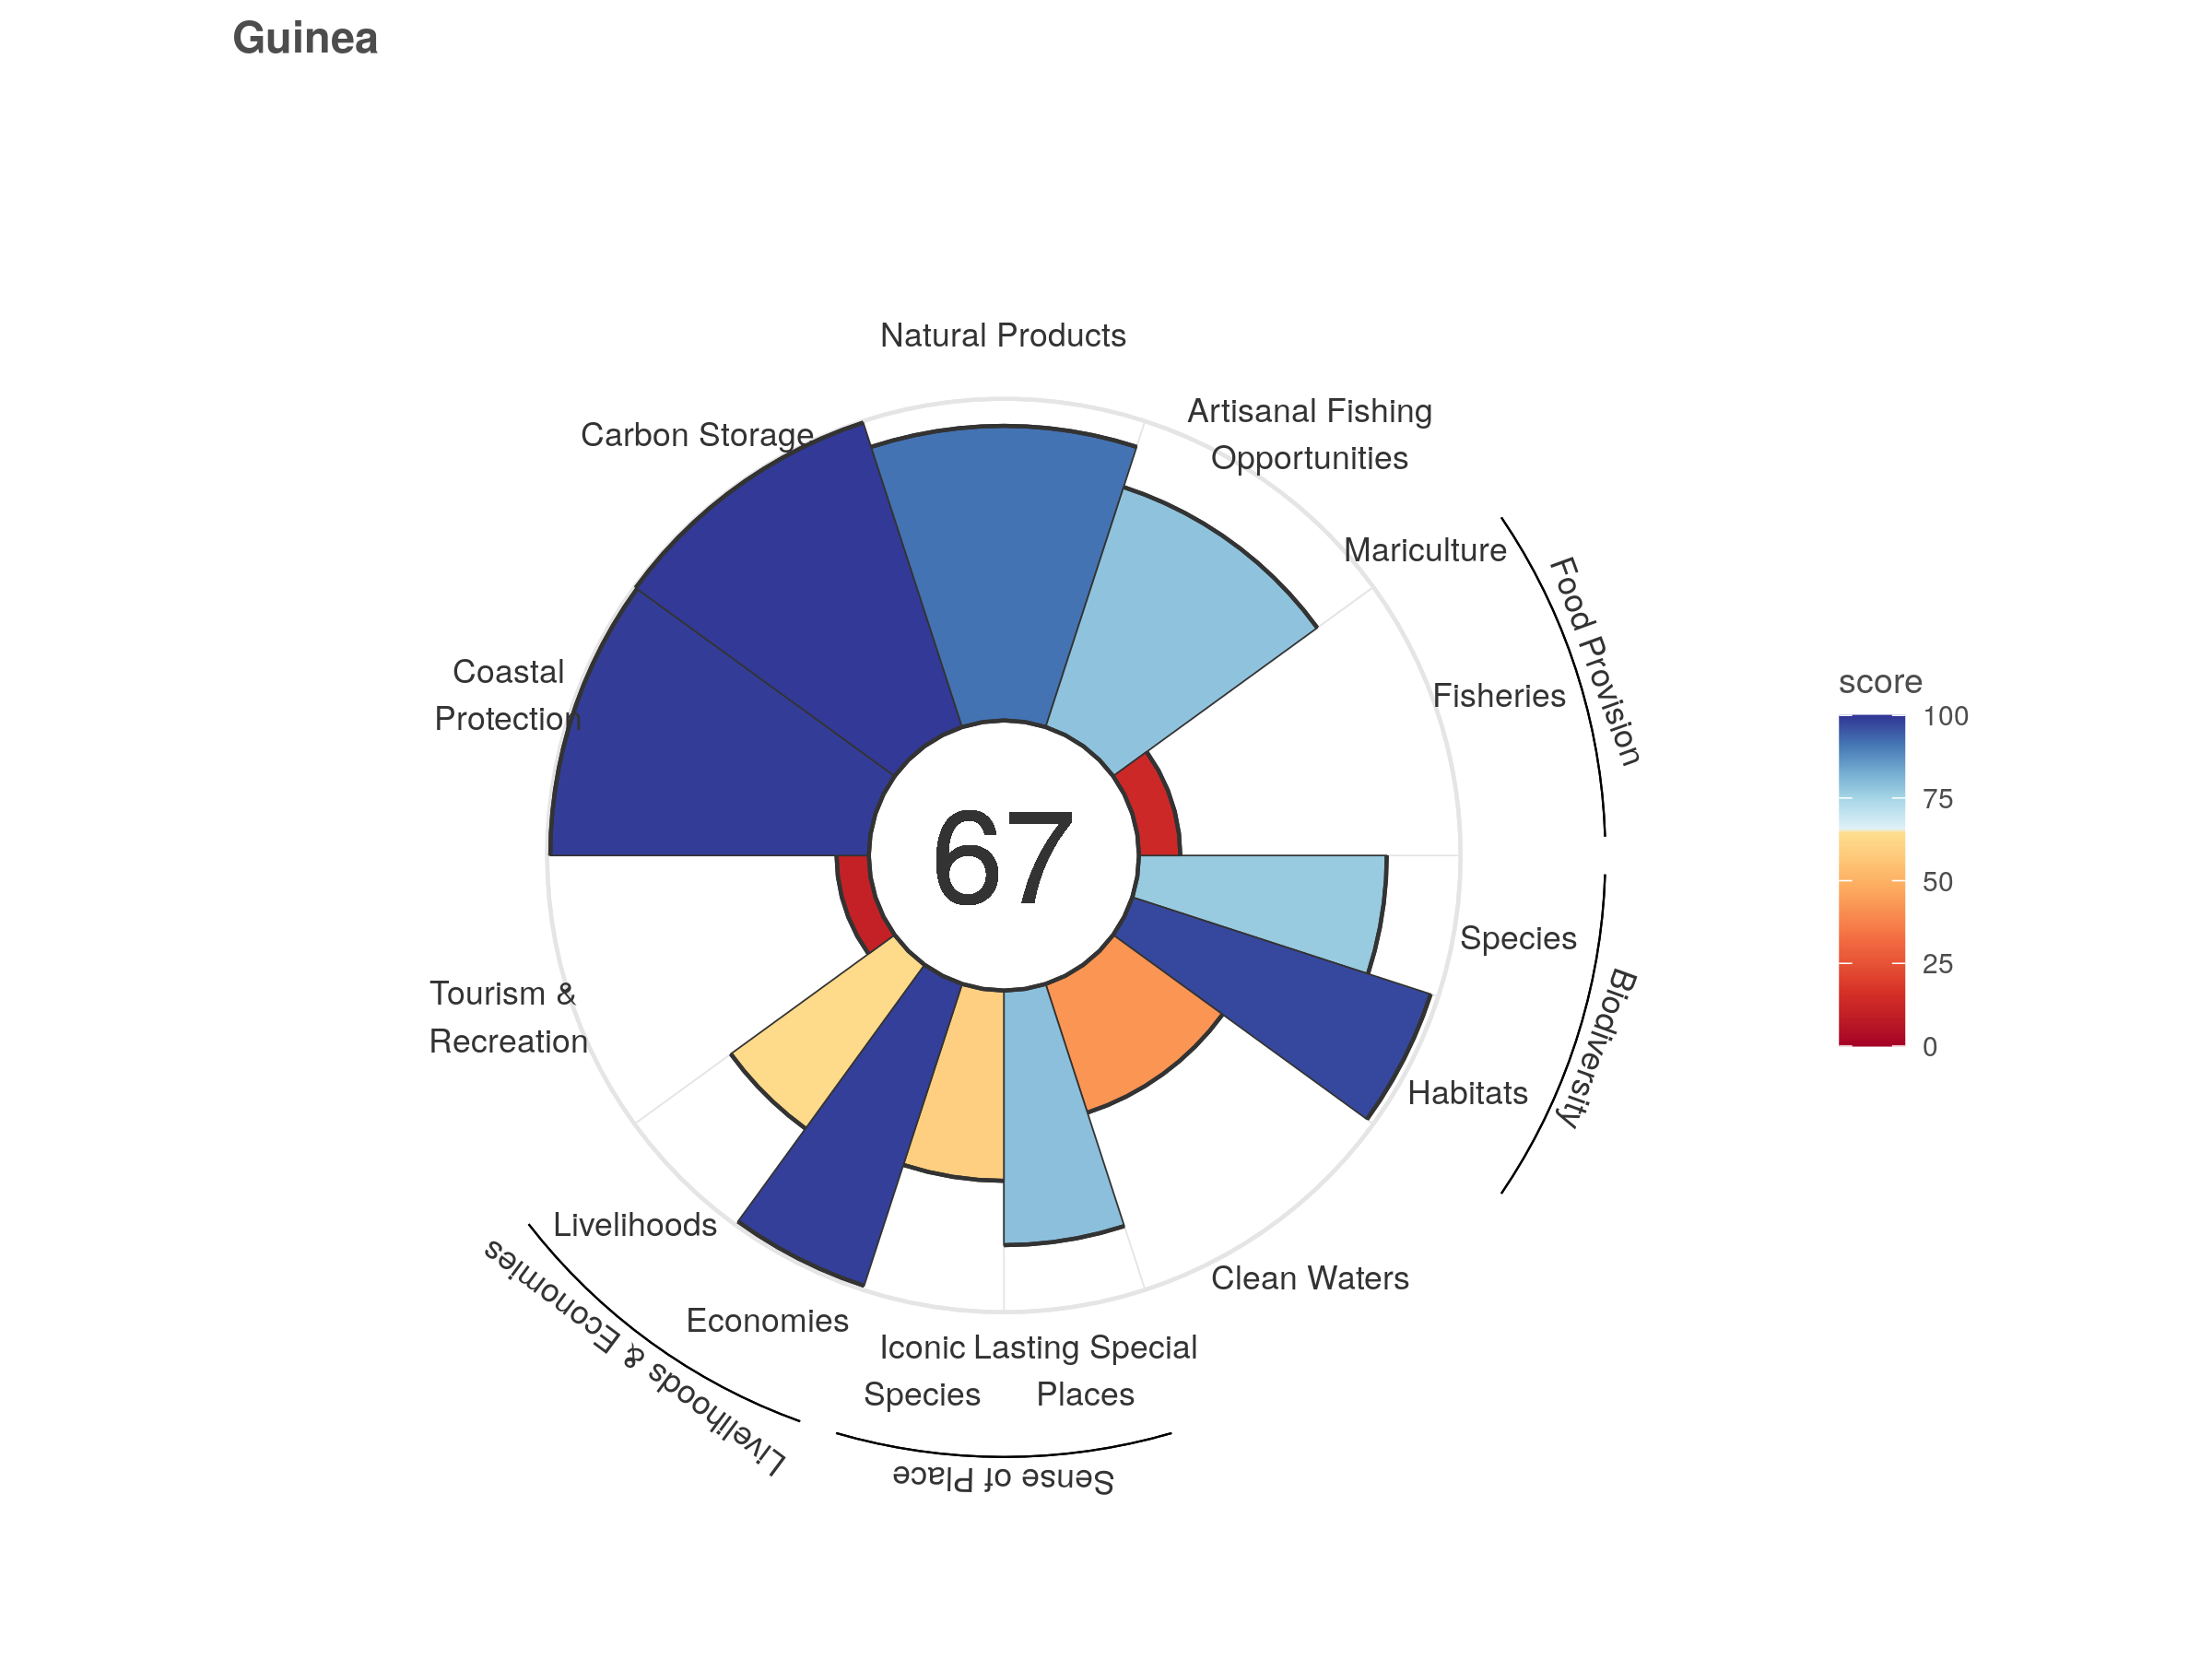 Guinea
Natural Products
Artisanal Fishing
Opportunities
Carbon Storage
Mariculture
Food Provision
Fisheries
Coastal
Protection
67
score
100
75
50
25
0
Species
Biodiversity
Habitats
Tourism &
Recreation
Livelihoods
Clean Waters
Economies
Livelihoods & Economies
Iconic
Species
Lasting Special
Places
Sense of Place